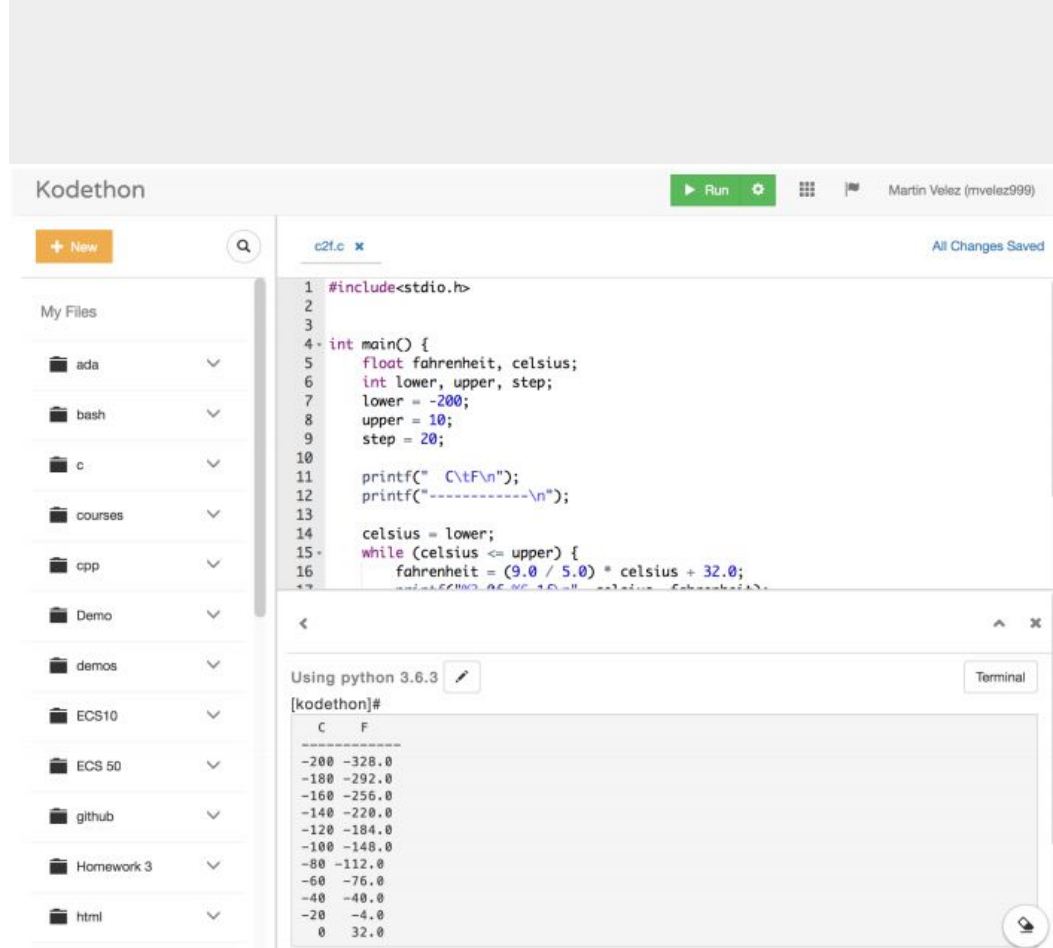 Kodethon
Run
Martin Velez (mvelez999)
+ New
c2f.c ×
All Changes Saved
My Files
ada
bash
c
courses
cpp
Demo
demos
ECS10
ECS 50
github
Homework 3
html
1 #include<stdio.h>
2
3
4 int main() {
5     float fahrenheit, celsius;
6     int lower, upper, step;
7     lower = -200;
8     upper = 10;
9     step = 20;
10
11     printf("  C\tF\n");
12     printf("------------\n");
13
14     celsius = lower;
15     while (celsius <= upper) {
16         fahrenheit = (9.0 / 5.0) * celsius + 32.0;
Using python 3.6.3
Terminal
[kodethon]#
  C    F
------------
-200 -328.0
-180 -292.0
-160 -256.0
-140 -220.0
-120 -184.0
-100 -148.0
-80 -112.0
-60  -76.0
-40  -40.0
-20   -4.0
  0   32.0